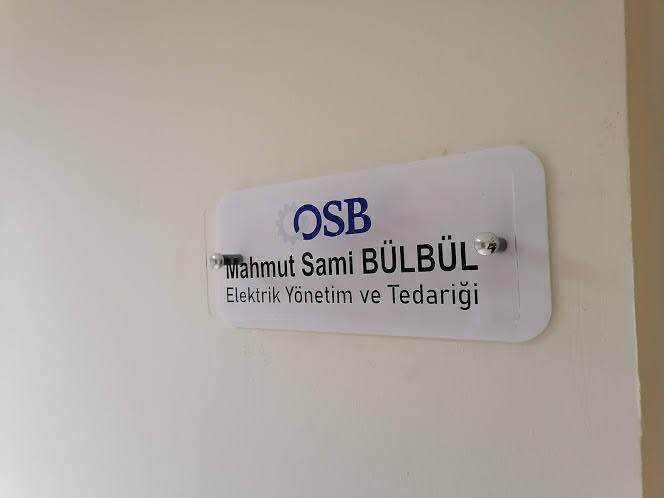 OSB
Mahmut Sami BÜLBÜL
Elektrik Yönetim ve Tedariği